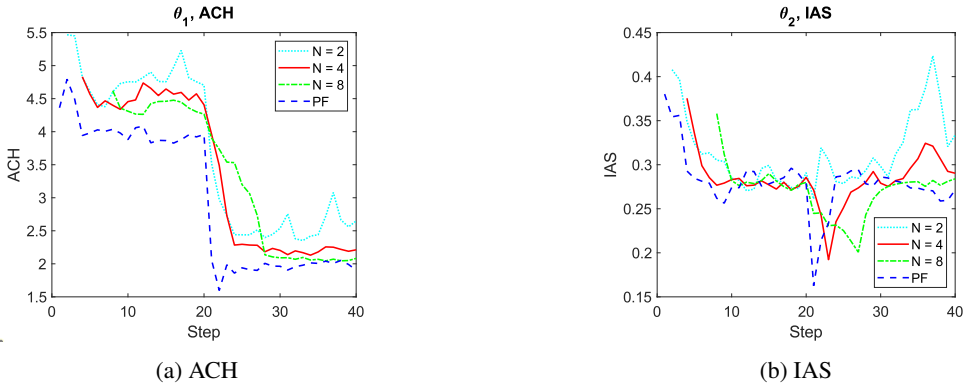 θ₁, ACH
5.5
5
4.5
4
3.5
3
2.5
2
1.5
ACH
0
10
20
30
40
Step
N = 2
N = 4
N = 8
PF
(a) ACH
θ₂, IAS
0.45
0.4
0.35
0.3
0.25
0.2
0.15
IAS
0
10
20
30
40
Step
N = 2
N = 4
N = 8
PF
(b) IAS